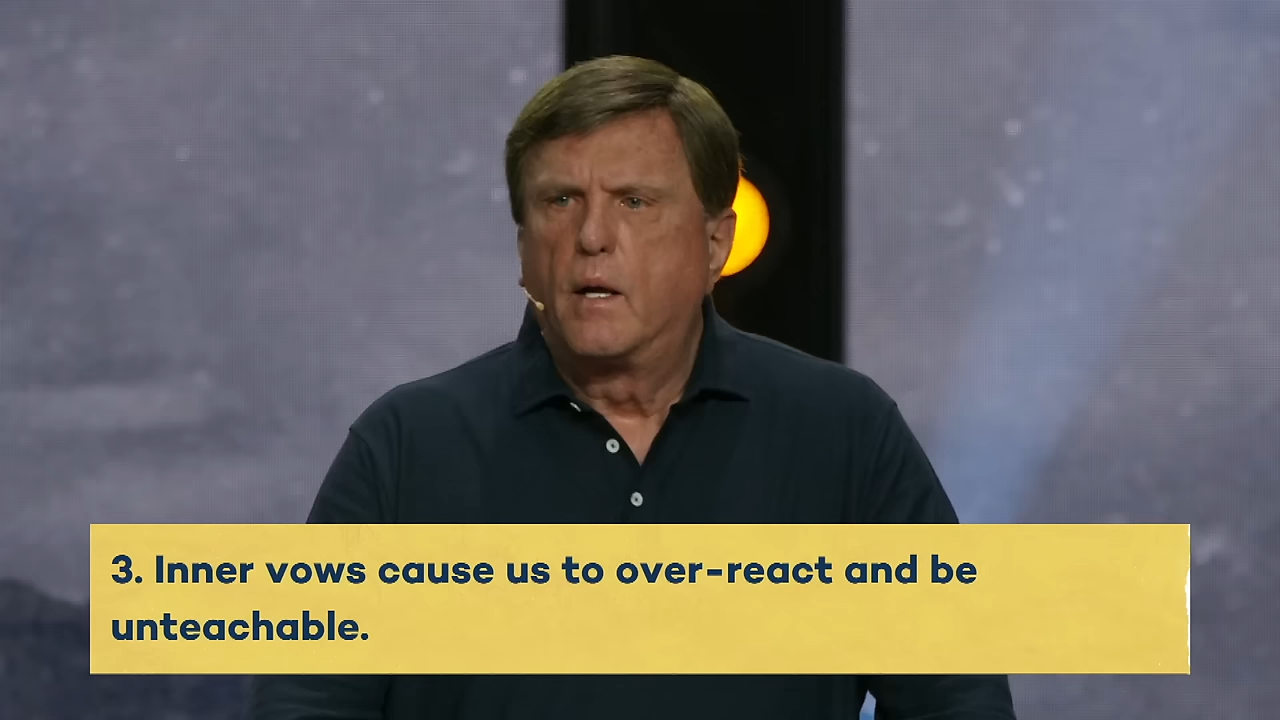 3. Inner vows cause us to over-react and be
unteachable.